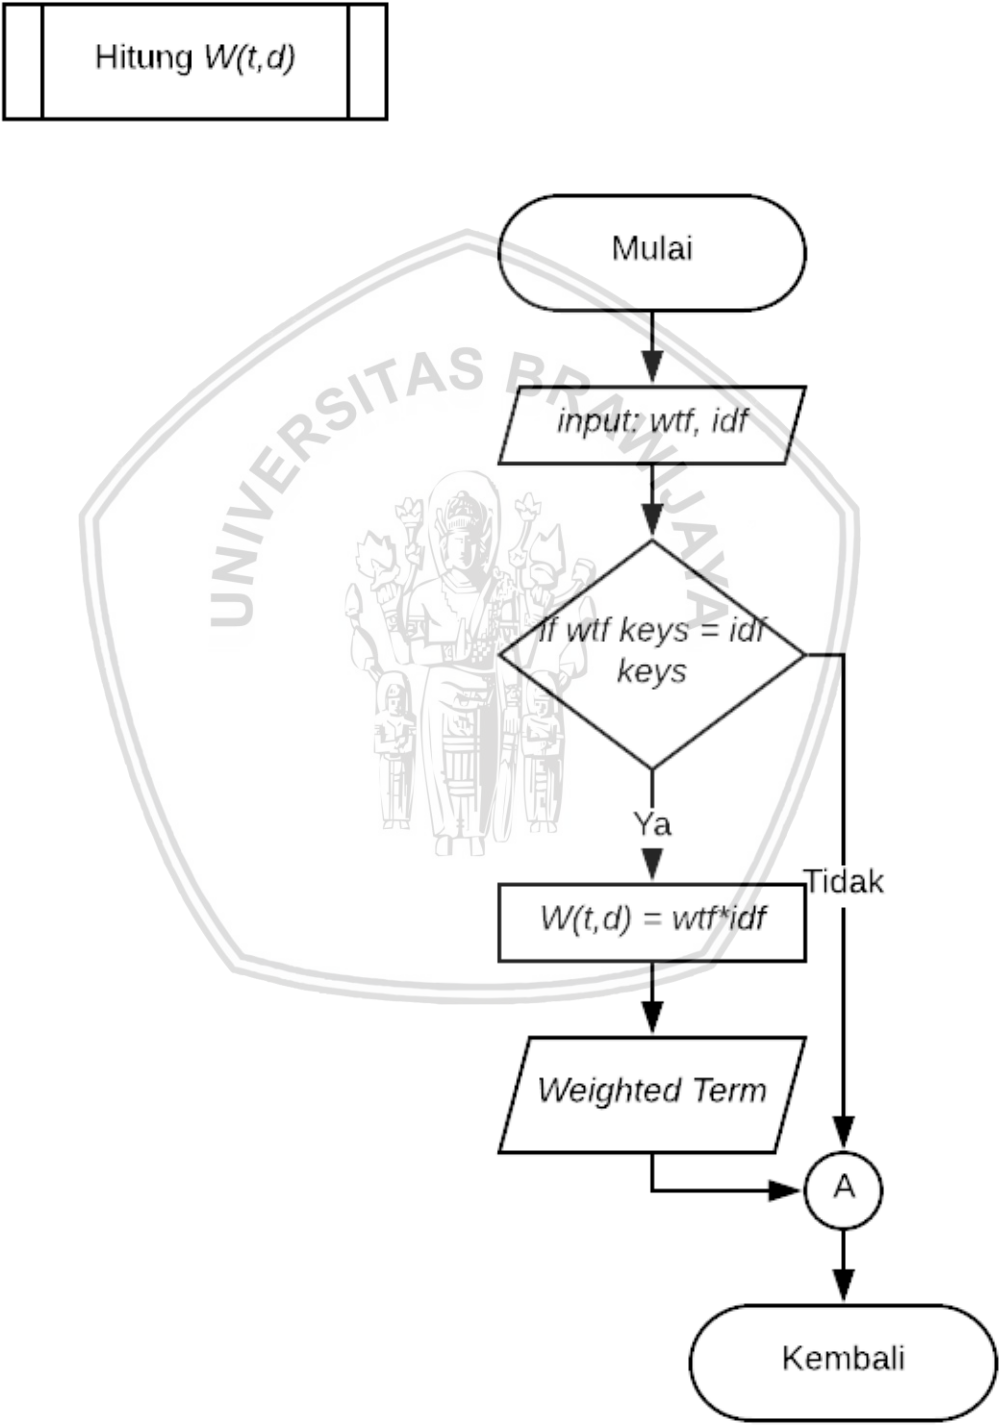 Hitung W(t,d)
Mulai
UNIVERSITAS BRAWIJAYA
input: wtf, idf
if wtf keys = idf
keys
Ya
Tidak
W(t,d) = wtf*idf
Weighted Term
A
Kembali